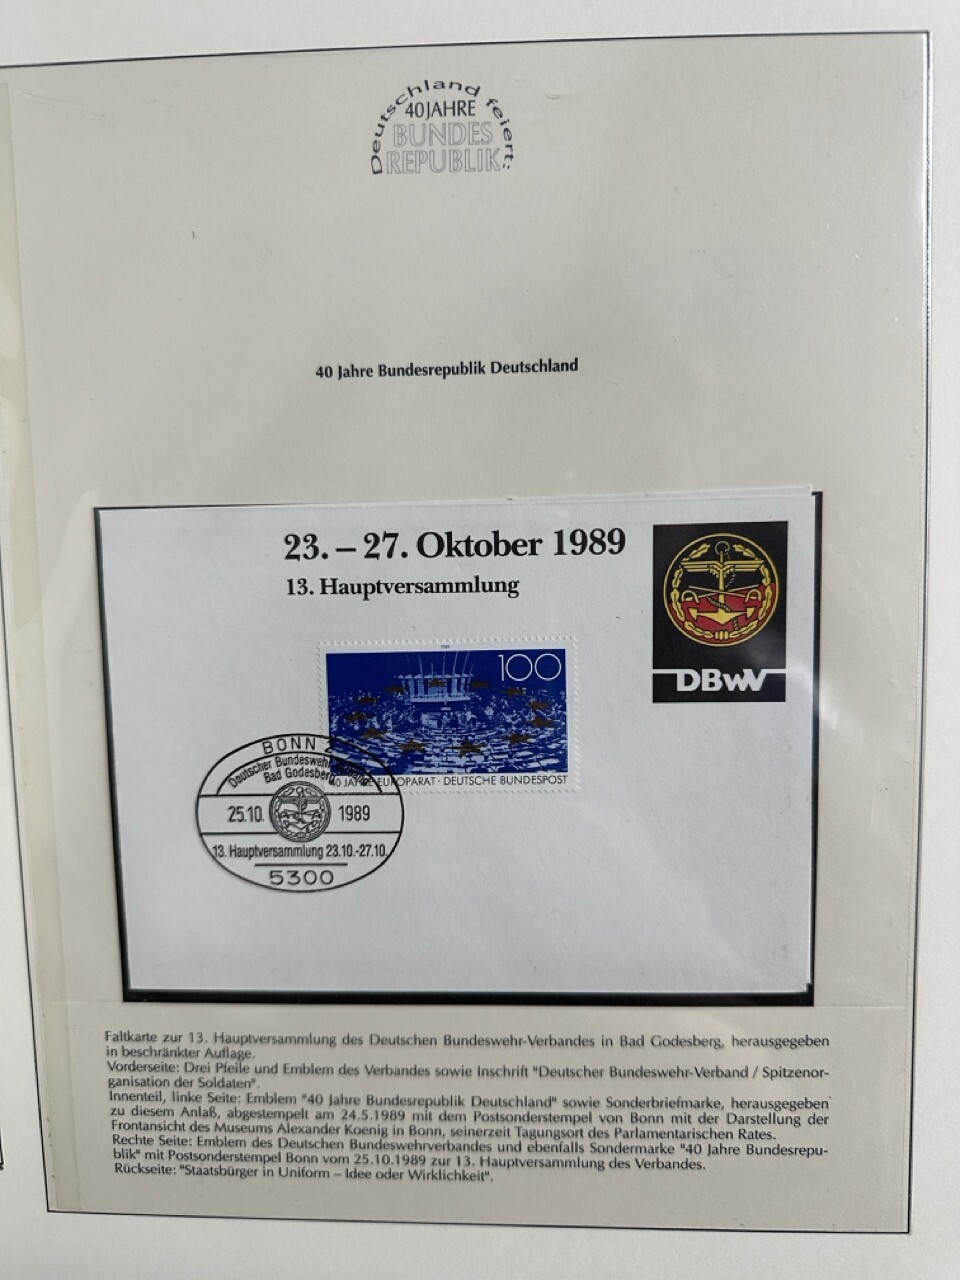 Deutschland feiert:
40 JAHRE
BUNDES
REPUBLIK
40 Jahre Bundesrepublik Deutschland
23. – 27. Oktober 1989
13. Hauptversammlung
DBwV
100
40 JAHRE EUROPARAT · DEUTSCHE BUNDESPOST
BONN 2
Deutscher Bundeswehr
Bad Godesberg
25.10. 1989
13. Hauptversammlung 23.10.-27.10.
5300
Faltkarte zur 13. Hauptversammlung des Deutschen Bundeswehr-Verbandes in Bad Godesberg, herausgegeben
in beschränkter Auflage.
Vorderseite: Drei Pfeile und Emblem des Verbandes sowie Inschrift "Deutscher Bundeswehr-Verband / Spitzenor-
ganisation der Soldaten".
Innenteil, linke Seite: Emblem "40 Jahre Bundesrepublik Deutschland" sowie Sonderbriefmarke, herausgegeben
zu diesem Anlaß, abgestempelt am 24.5.1989 mit dem Postsonderstempel von Bonn mit der Darstellung der
Frontansicht des Museums Alexander Koenig in Bonn, seinerzeit Tagungsort des Parlamentarischen Rates.
Rechte Seite: Emblem des Deutschen Bundeswehrverbandes und ebenfalls Sondermarke "40 Jahre Bundesrepu-
blik" mit Postsonderstempel Bonn vom 25.10.1989 zur 13. Hauptversammlung des Verbandes.
Rückseite: "Staatsbürger in Uniform – Idee oder Wirklichkeit".